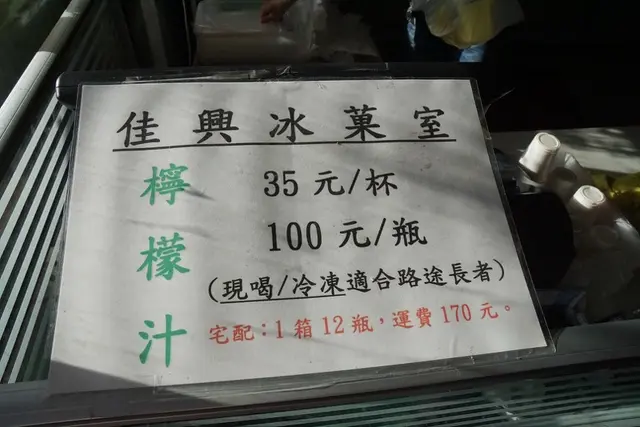 佳興冰菓室
檸檬汁
35元/杯
100元/瓶
(現喝/冷凍適合路途長者)
宅配：1箱12瓶，運費170元。